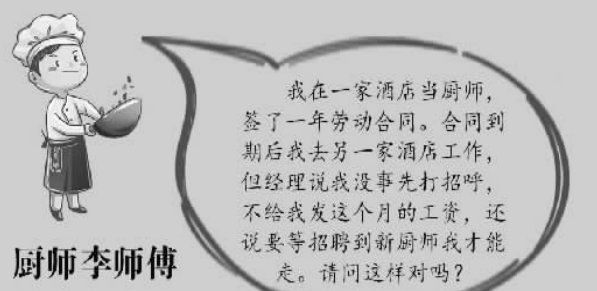 我在一家酒店当厨师，
签了一年劳动合同。合同到
期后我去另一家酒店工作，
但经理说我没事先打招呼，
不给我发这个月的工资，还
说要等招聘到新厨师我才能
走。请问这样对吗？
厨师李师傅